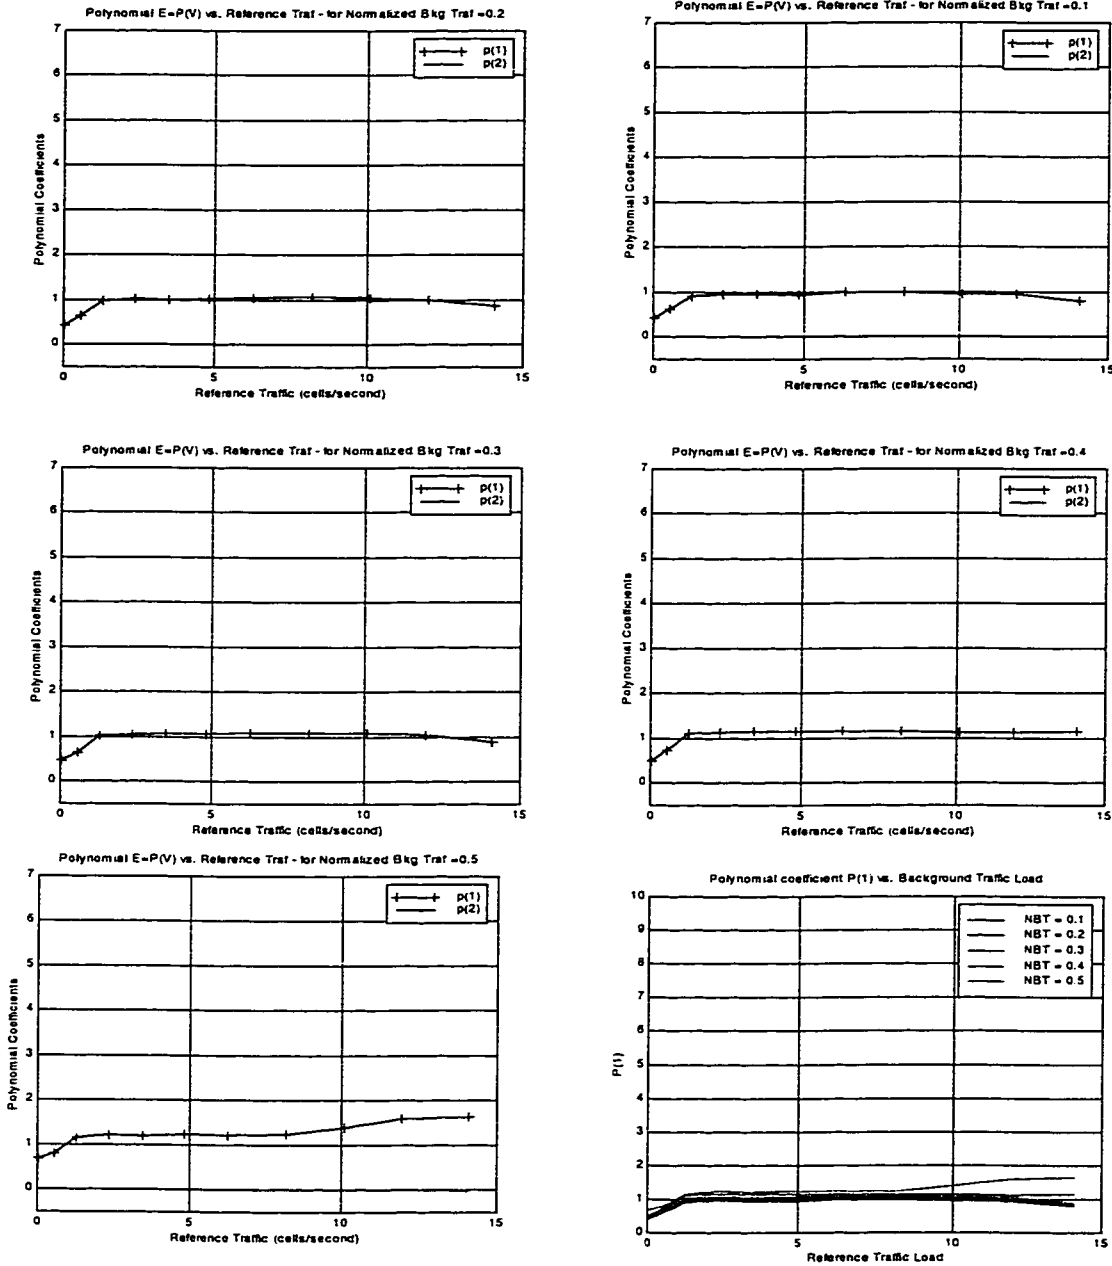 Polynomial E=P(V) vs. Reference Traf - for Normalized Bkg Traf =0.2
7
6
5
4
3
2
1
0
Polynomial Coefficients
p(1)
p(2)
0 5 10 15
Reference Traffic (cells/second)
Polynomial E=P(V) vs. Reference Traf - for Normalized Bkg Traf =0.1
7
6
5
4
3
2
1
0
Polynomial Coefficients
p(1)
p(2)
0 5 10 15
Reference Traffic (cells/second)
Polynomial E=P(V) vs. Reference Traf - for Normalized Bkg Traf =0.3
7
6
5
4
3
2
1
0
Polynomial Coefficients
p(1)
p(2)
0 5 10 15
Reference Traffic (cells/second)
Polynomial E=P(V) vs. Reference Traf - for Normalized Bkg Traf =0.4
7
6
5
4
3
2
1
0
Polynomial Coefficients
p(1)
p(2)
0 5 10 15
Reference Traffic (cells/second)
Polynomial E=P(V) vs. Reference Traf - for Normalized Bkg Traf =0.5
7
6
5
4
3
2
1
0
Polynomial Coefficients
p(1)
p(2)
0 5 10 15
Reference Traffic (cells/second)
Polynomial coefficient P(1) vs. Background Traffic Load
10
9
8
7
6
5
4
3
2
1
0
P(1)
NBT = 0.1
NBT = 0.2
NBT = 0.3
NBT = 0.4
NBT = 0.5
0 5 10 15
Reference Traffic Load